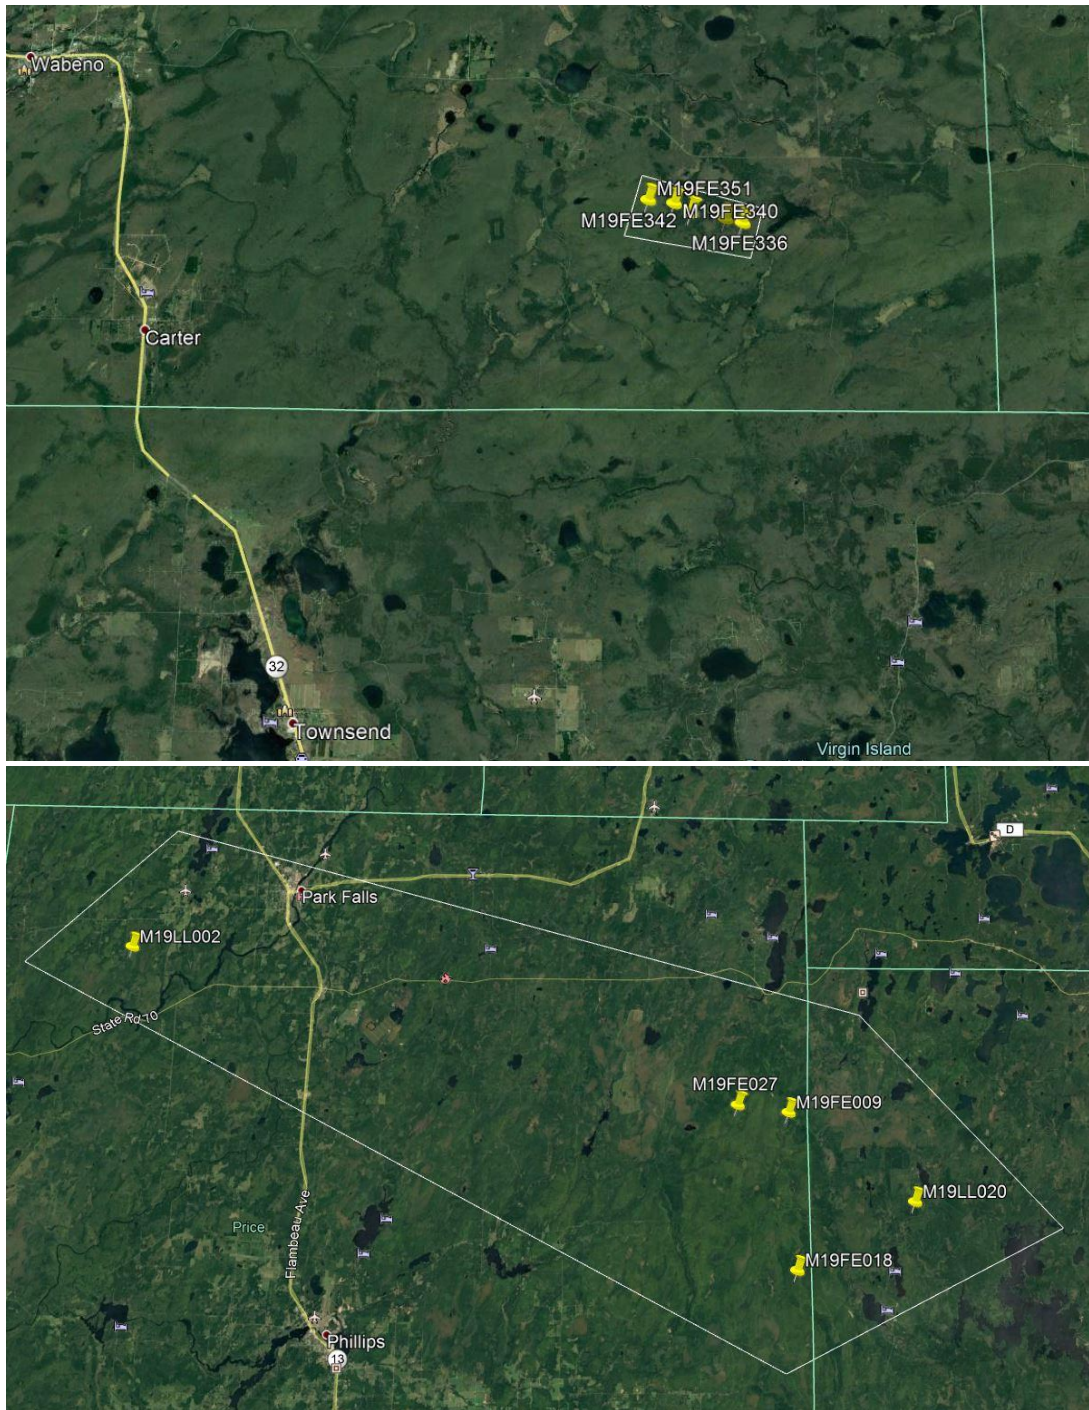 Wabeno
M19FE351
M19FE342
M19FE340
M19FE336
Carter
32
Townsend
Virgin Island
D
Park Falls
M19LL002
State Rd 70
M19FE027
M19FE009
M19LL020
Price
Flambeau Ave
M19FE018
Phillips
13